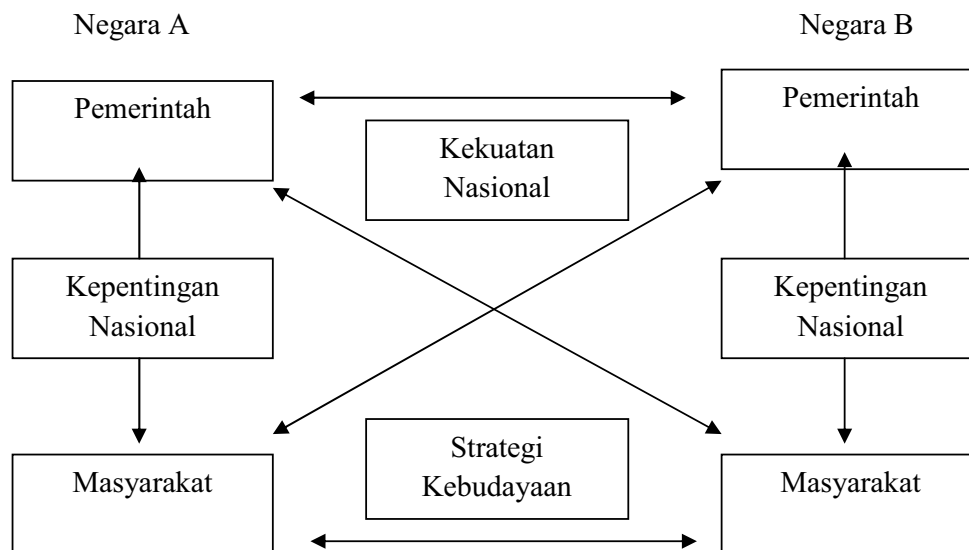 Negara A
Negara B
Pemerintah
Pemerintah
Kekuatan
Nasional
Kepentingan
Nasional
Kepentingan
Nasional
Strategi
Kebudayaan
Masyarakat
Masyarakat